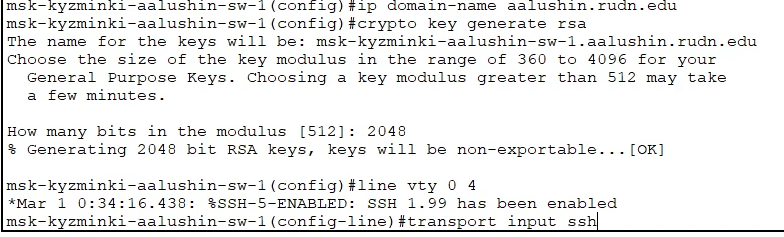 msk-kyzminki-aalushin-sw-1(config)#ip domain-name aalushin.rudn.edu
msk-kyzminki-aalushin-sw-1(config)#crypto key generate rsa
The name for the keys will be: msk-kyzminki-aalushin-sw-1.aalushin.rudn.edu
Choose the size of the key modulus in the range of 360 to 4096 for your
  General Purpose Keys. Choosing a key modulus greater than 512 may take
  a few minutes.

How many bits in the modulus [512]: 2048
% Generating 2048 bit RSA keys, keys will be non-exportable...[OK]

msk-kyzminki-aalushin-sw-1(config)#line vty 0 4
*Mar 1 0:34:16.438: %SSH-5-ENABLED: SSH 1.99 has been enabled
msk-kyzminki-aalushin-sw-1(config-line)#transport input ssh